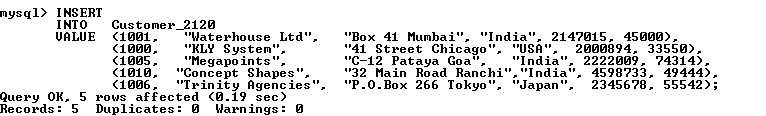 mysql> INSERT
INTO Customer_2120
VALUE (1001, "Waterhouse Ltd", "Box 41 Mumbai", "India", 2147015, 45000),
(1000, "KLY System", "41 Street Chicago", "USA", 2000894, 33550),
(1005, "Megapoints", "C-12 Pataya Goa", "India", 2222009, 74314),
(1010, "Concept Shapes", "32 Main Road Ranchi","India", 4598733, 49444),
(1006, "Trinity Agencies", "P.O.Box 266 Tokyo", "Japan", 2345678, 55542);
Query OK, 5 rows affected (0.19 sec)
Records: 5 Duplicates: 0 Warnings: 0